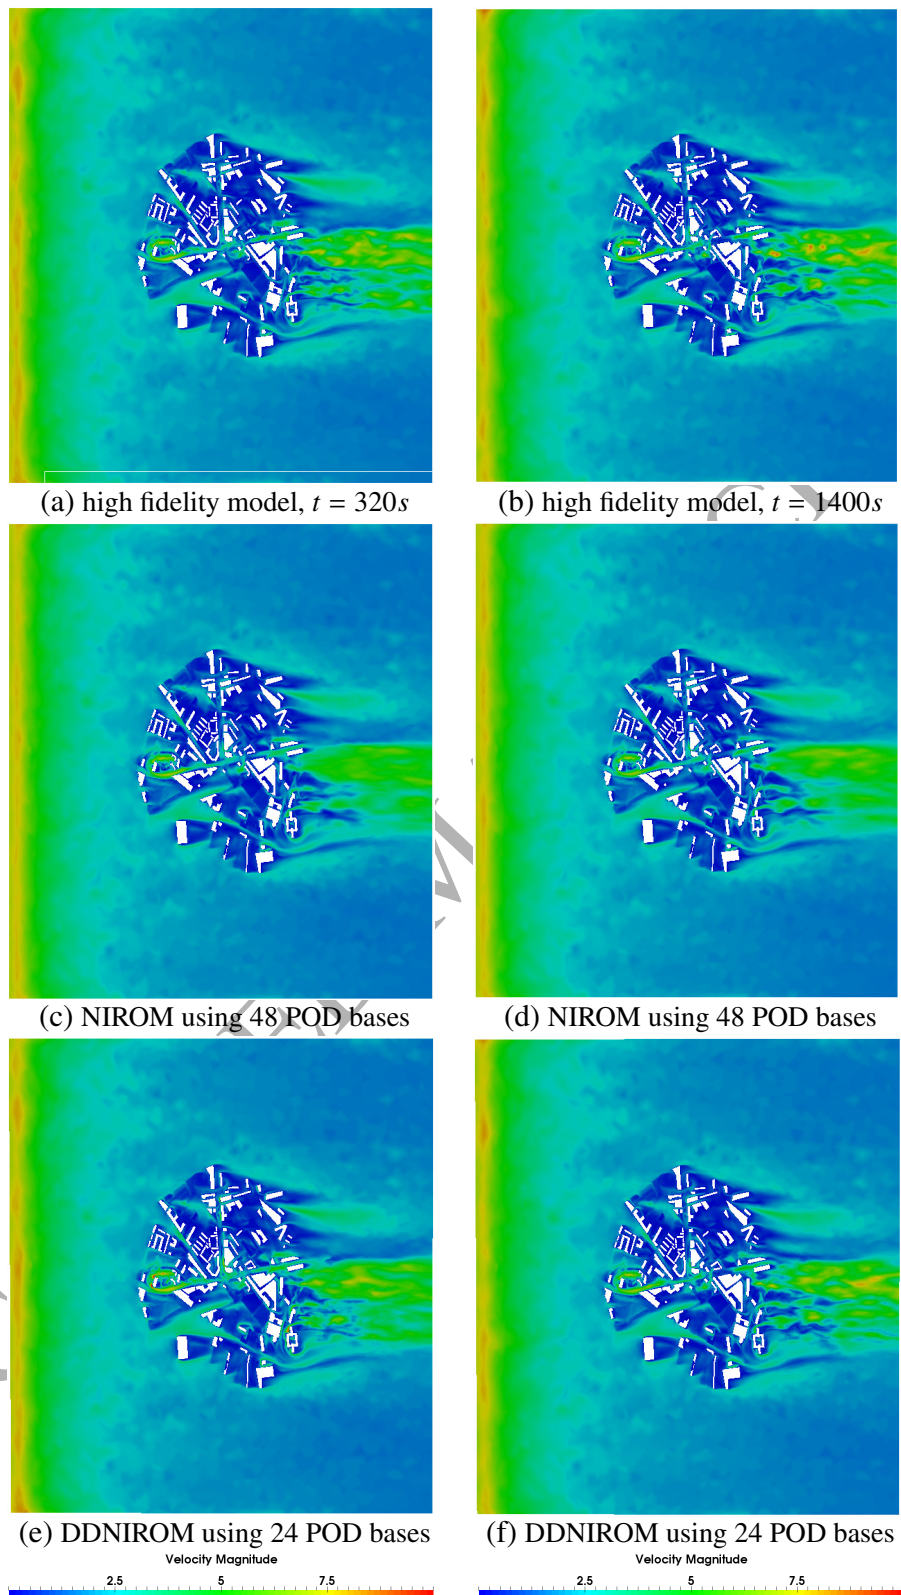 (a) high fidelity model, t = 320s
(b) high fidelity model, t = 1400s
(c) NIROM using 48 POD bases
(d) NIROM using 48 POD bases
(e) DDNIROM using 24 POD bases
(f) DDNIROM using 24 POD bases
Velocity Magnitude
2.5 5 7.5
Velocity Magnitude
2.5 5 7.5